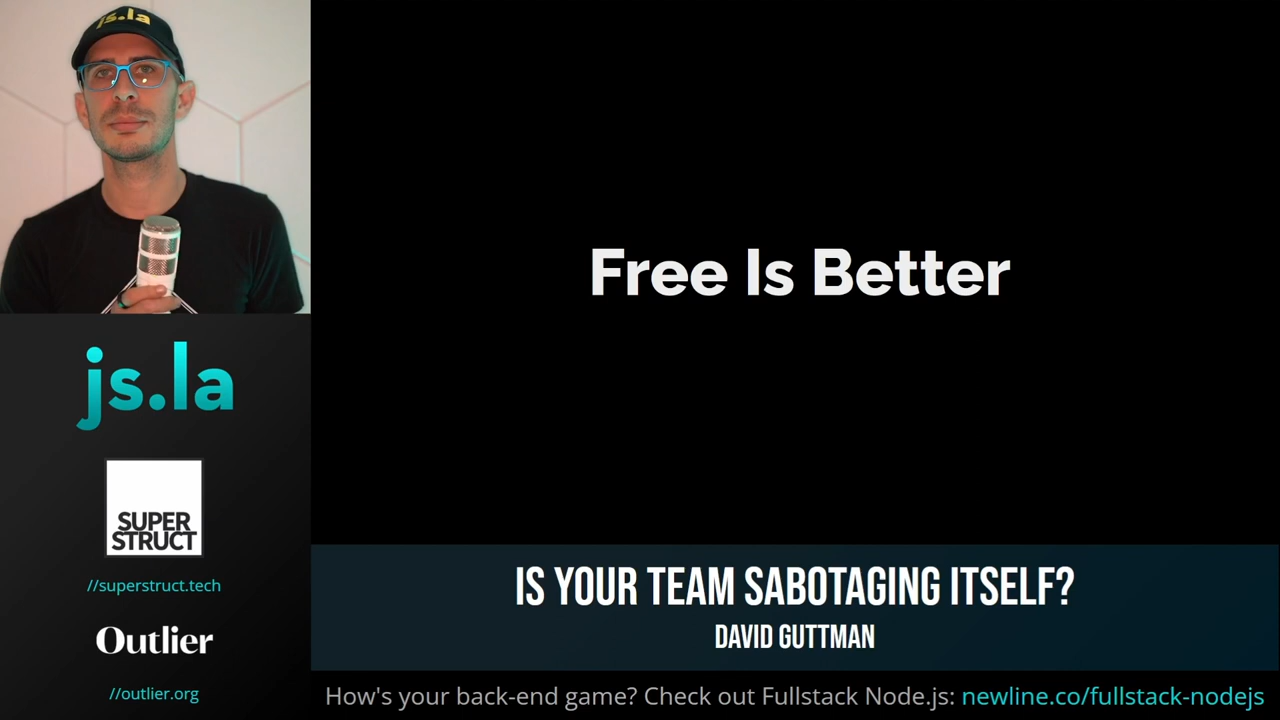 js.la
Free Is Better
js.la
SUPER
STRUCT
//superstruct.tech
Outlier
//outlier.org
IS YOUR TEAM SABOTAGING ITSELF?
DAVID GUTTMAN
How's your back-end game? Check out Fullstack Node.js: newline.co/fullstack-nodejs